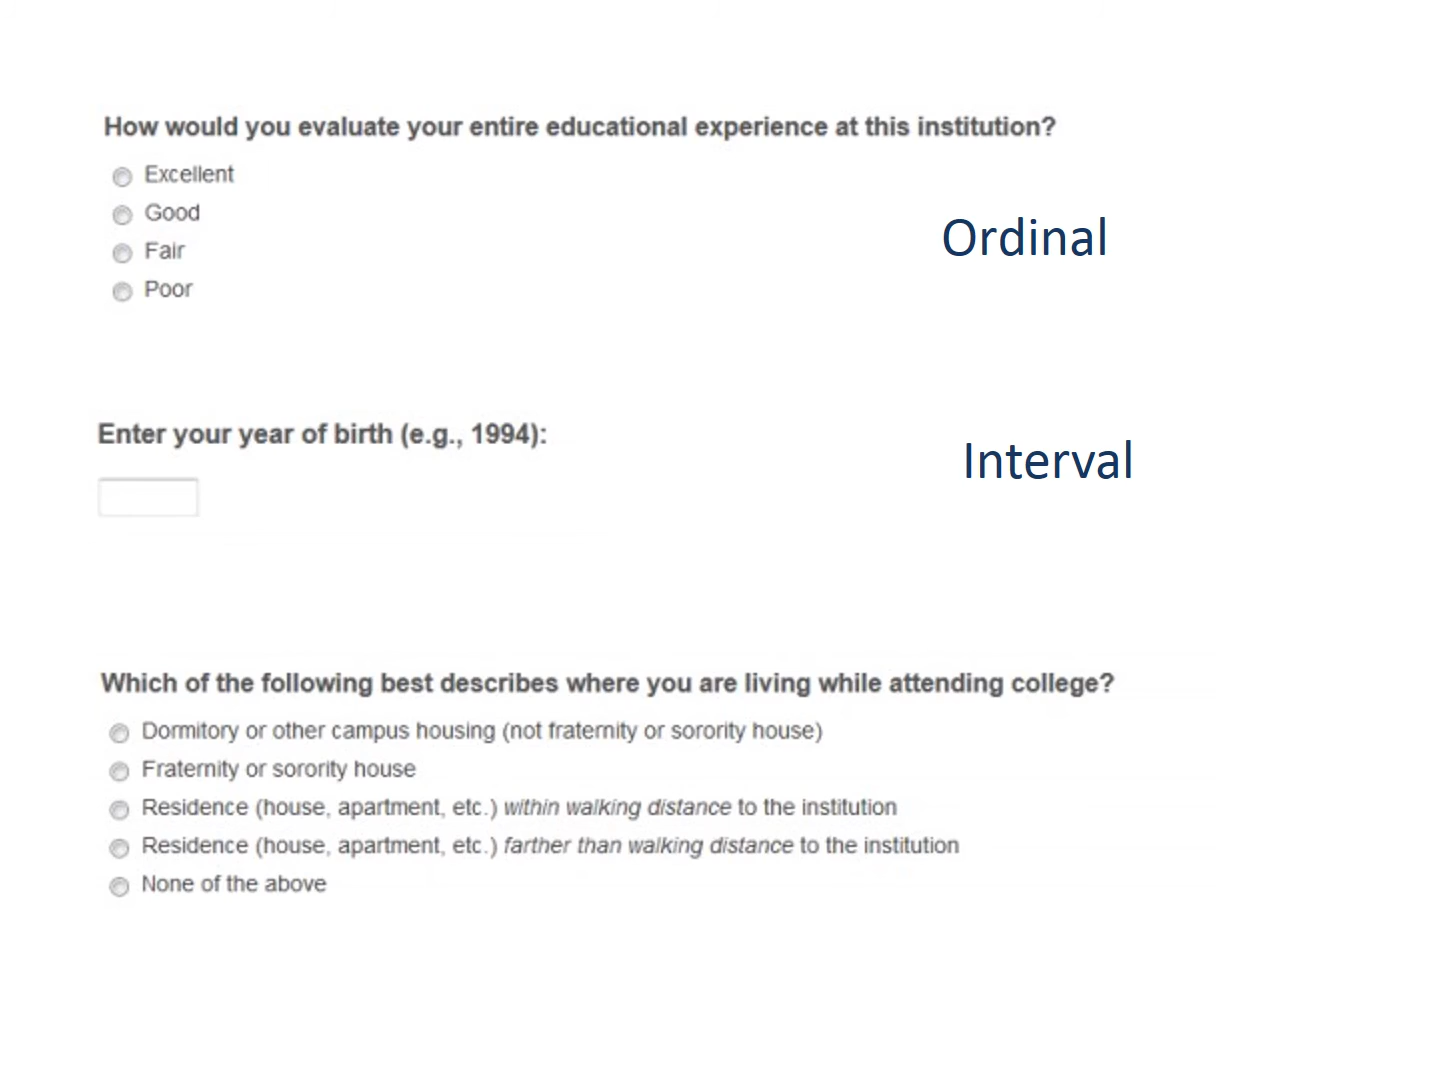 How would you evaluate your entire educational experience at this institution?
Excellent
Good
Fair
Poor
Ordinal
Enter your year of birth (e.g., 1994):
Interval
Which of the following best describes where you are living while attending college?
Dormitory or other campus housing (not fraternity or sorority house)
Fraternity or sorority house
Residence (house, apartment, etc.) within walking distance to the institution
Residence (house, apartment, etc.) farther than walking distance to the institution
None of the above